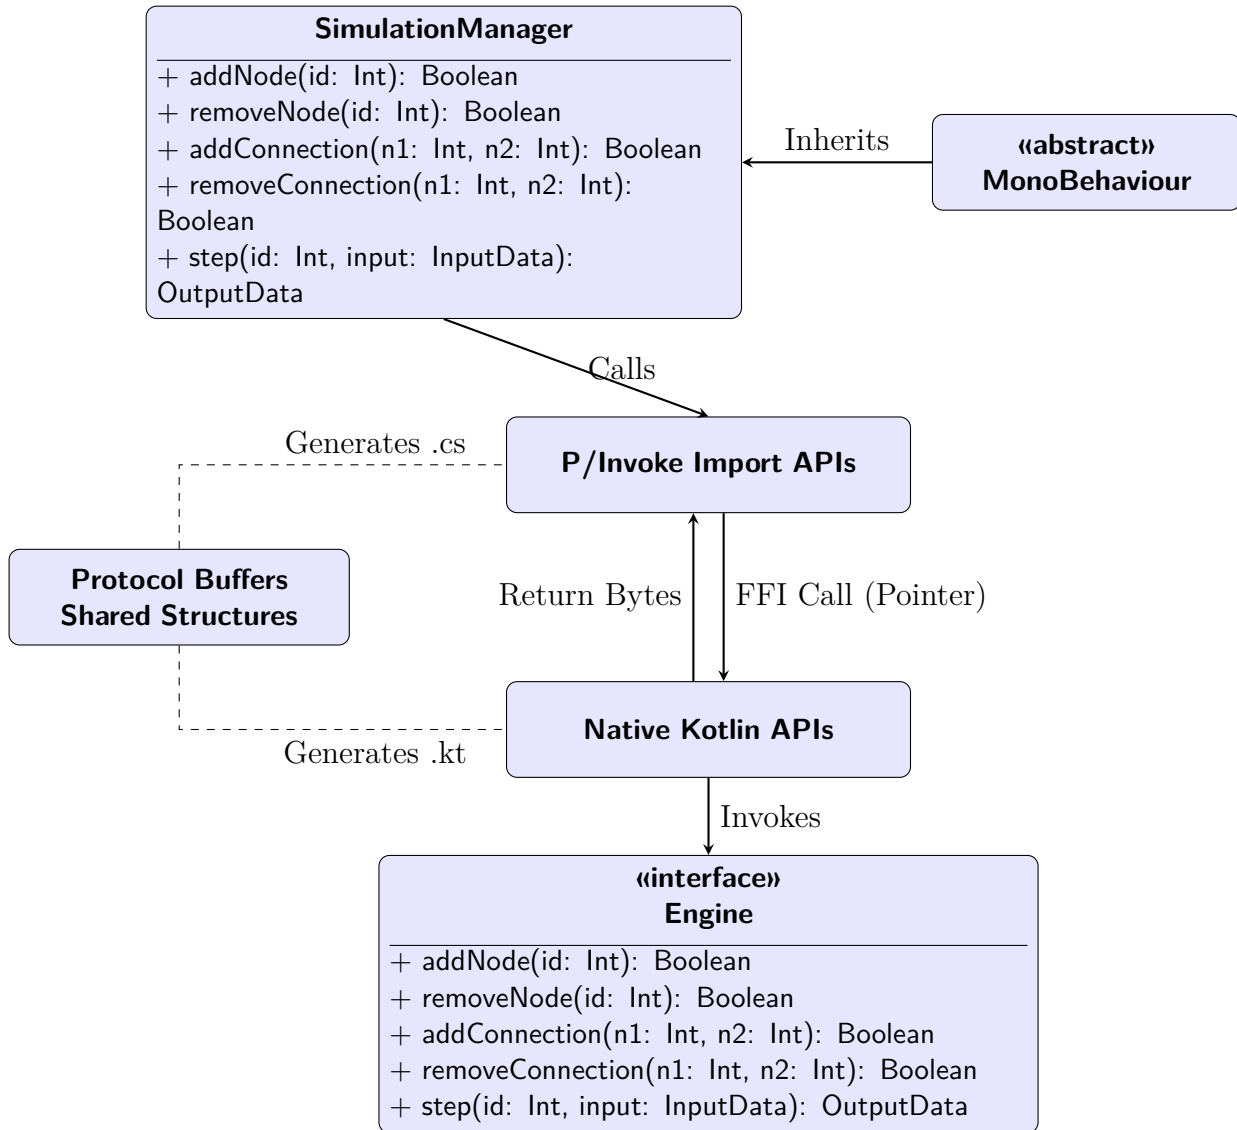 SimulationManager
+ addNode(id: Int): Boolean
+ removeNode(id: Int): Boolean
+ addConnection(n1: Int, n2: Int): Boolean
+ removeConnection(n1: Int, n2: Int):
Boolean
+ step(id: Int, input: InputData):
OutputData
Inherits
«abstract»
MonoBehaviour
Calls
Generates .cs
P/Invoke Import APIs
Protocol Buffers
Shared Structures
Return Bytes
FFI Call (Pointer)
Generates .kt
Native Kotlin APIs
Invokes
«interface»
Engine
+ addNode(id: Int): Boolean
+ removeNode(id: Int): Boolean
+ addConnection(n1: Int, n2: Int): Boolean
+ removeConnection(n1: Int, n2: Int): Boolean
+ step(id: Int, input: InputData): OutputData